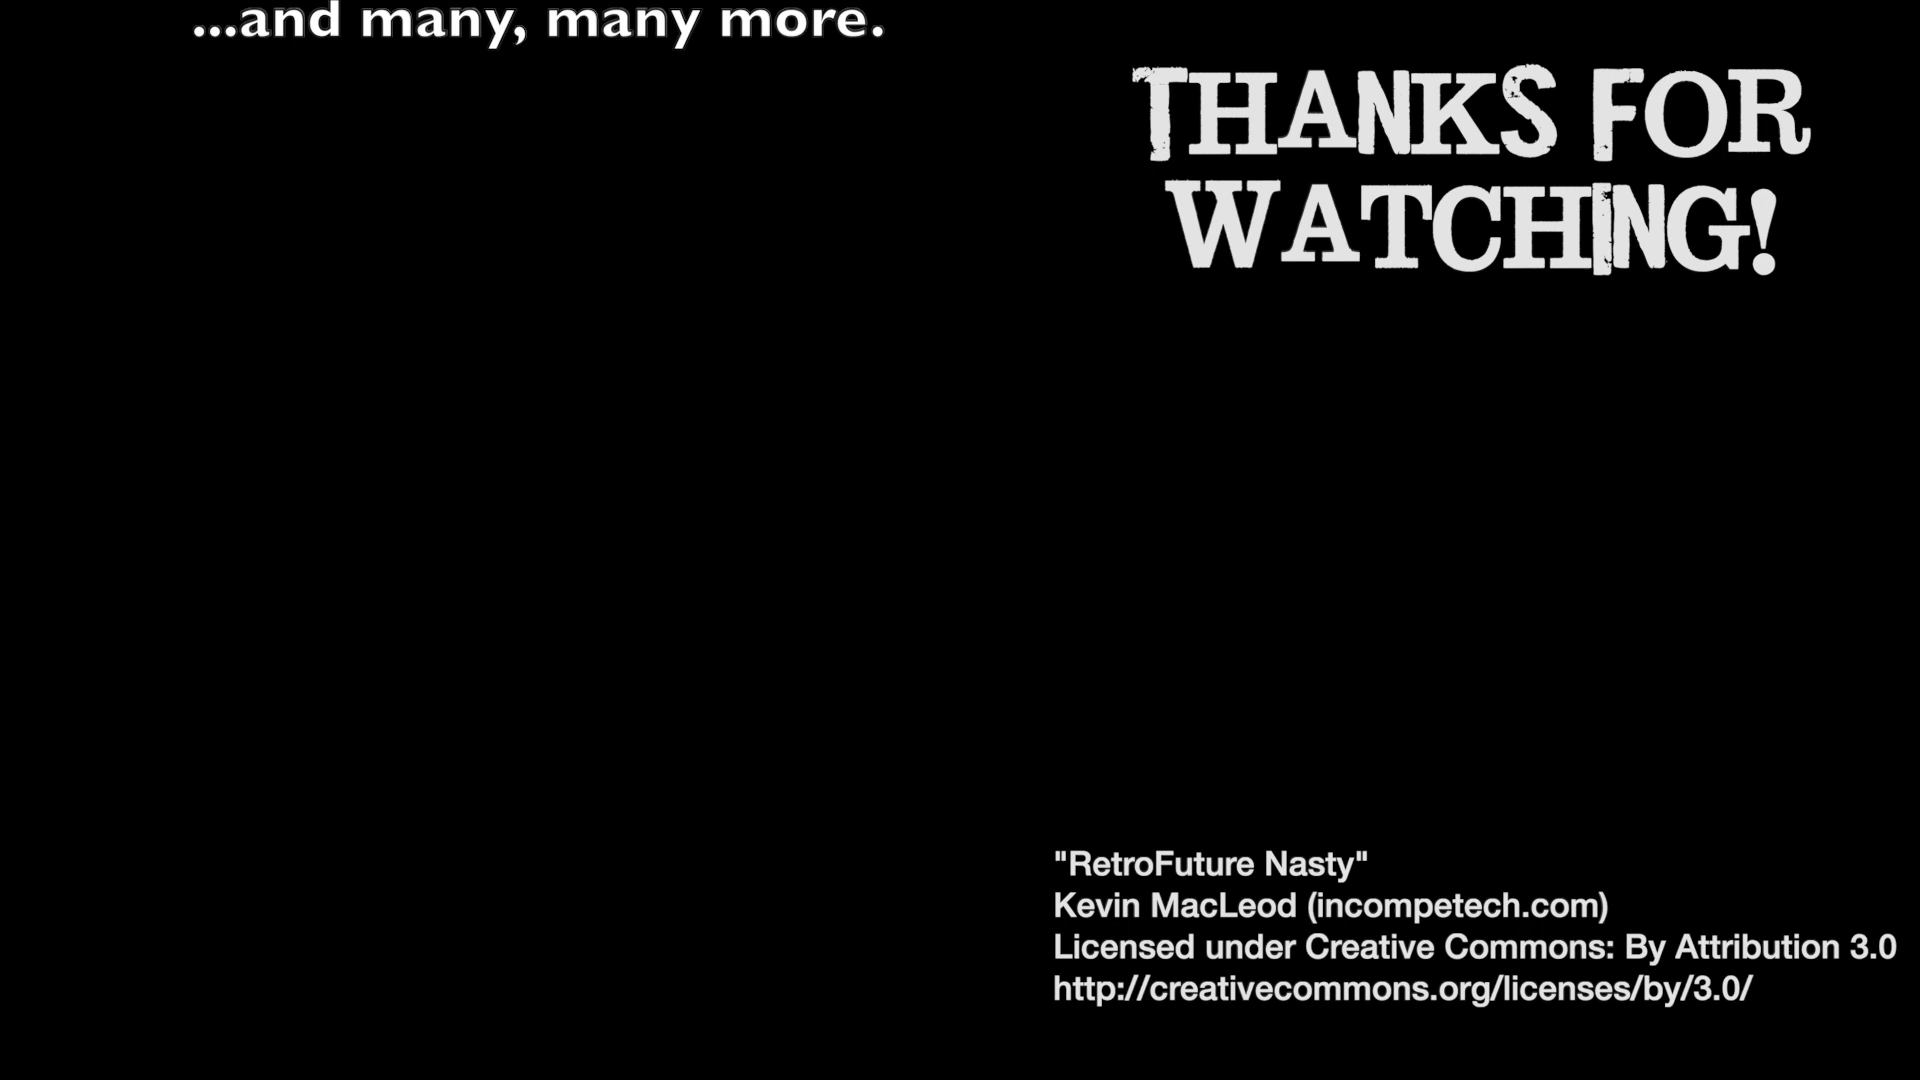 ...and many, many more.
THANKS FOR
WATCHING!
"RetroFuture Nasty"
Kevin MacLeod (incompetech.com)
Licensed under Creative Commons: By Attribution 3.0
http://creativecommons.org/licenses/by/3.0/